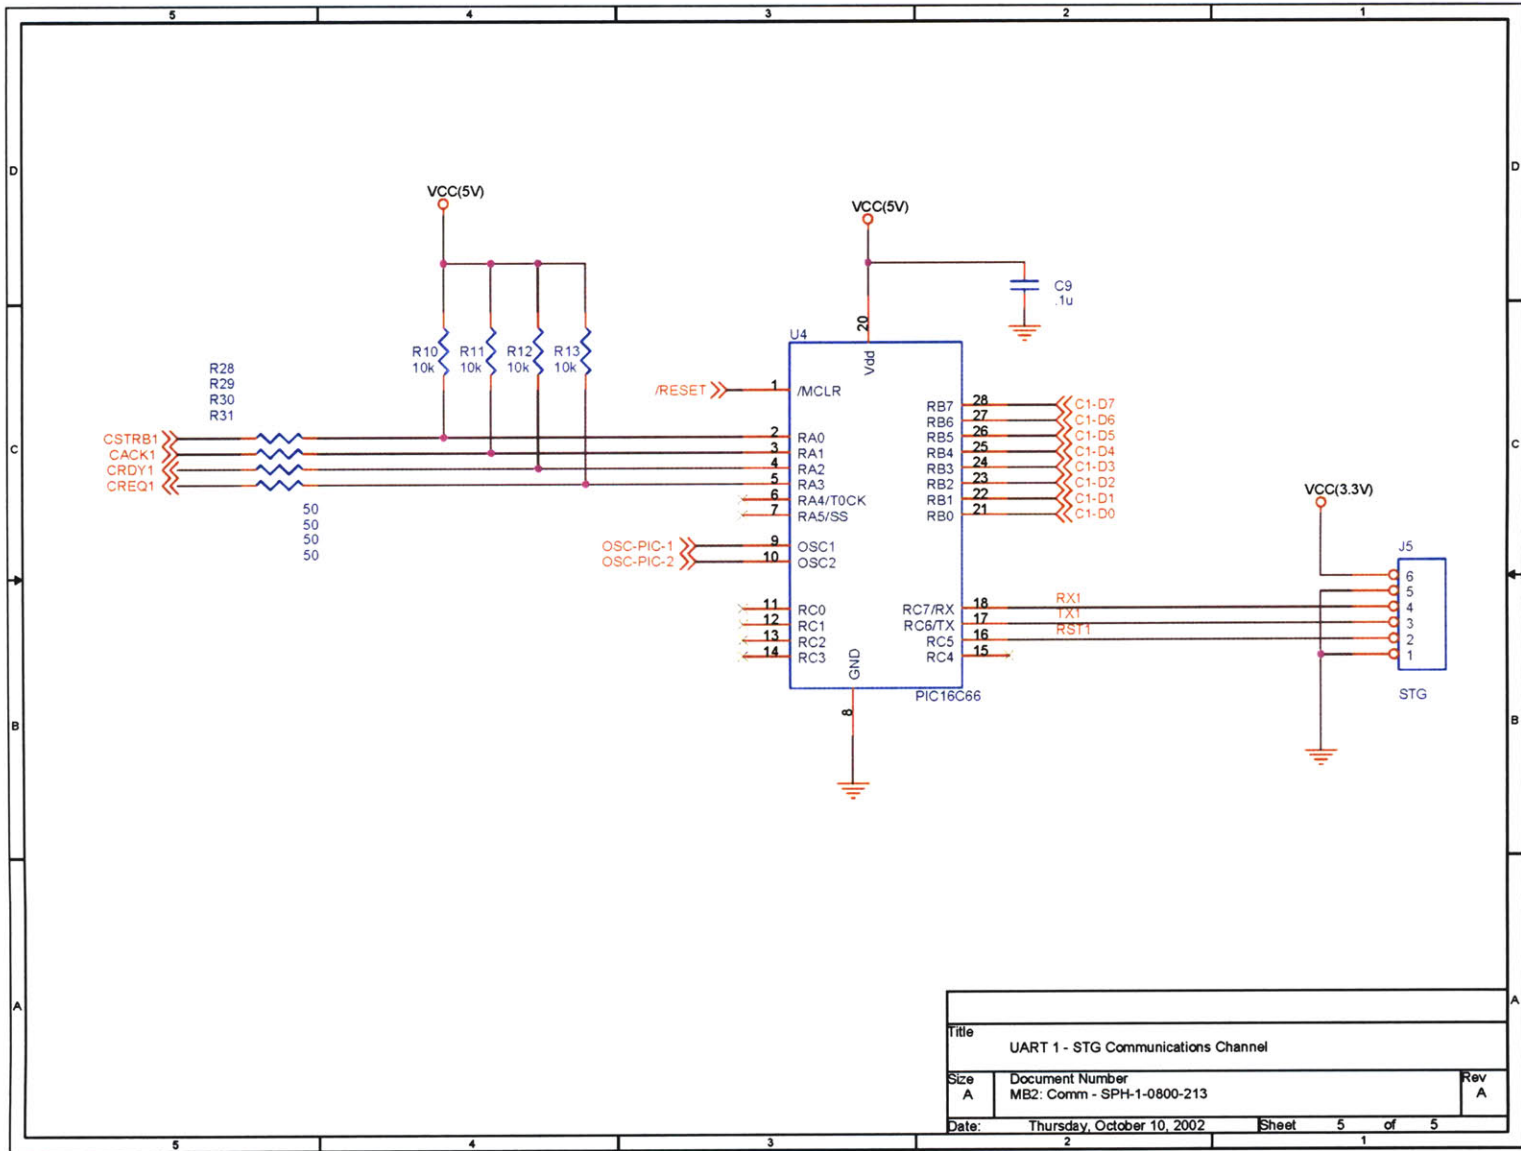 5 4 3 2 1
D D
C C
B B
A A
VCC(5V)
VCC(5V)
C9
.1u
20
U4
Vdd
R10 R11 R12 R13
10k 10k 10k 10k
R28
R29
R30
R31
/RESET 1 /MCLR
RB7 28 C1-D7
RB6 27 C1-D6
RB5 26 C1-D5
RB4 25 C1-D4
RB3 24 C1-D3
RB2 23 C1-D2
RB1 22 C1-D1
RB0 21 C1-D0
CSTRB1 2 RA0
CACK1 3 RA1
CRDY1 4 RA2
CREQ1 5 RA3
6 RA4/T0CK
7 RA5/SS
50
50
50
50
OSC-PIC-1 9 OSC1
OSC-PIC-2 10 OSC2
VCC(3.3V)
J5
6
5
4
3
2
1
STG
11 RC0
12 RC1
13 RC2
14 RC3
RC7/RX 18 RX1
RC6/TX 17 TX1
RC5 16 RST1
RC4 15
GND
8
PIC16C66
Title
UART 1 - STG Communications Channel
Size Document Number Rev
A MB2: Comm - SPH-1-0800-213 A
Date: Thursday, October 10, 2002 Sheet 5 of 5
5 4 3 2 1